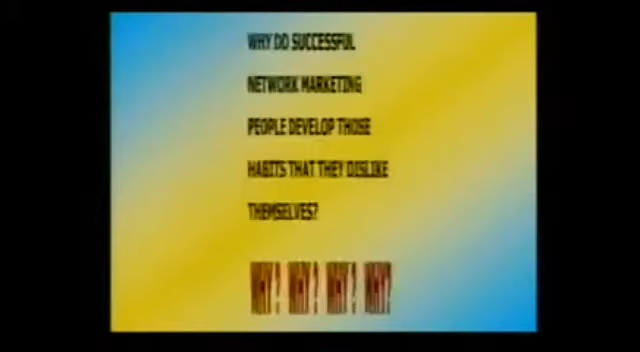 WHY DO SUCCESSFUL
NETWORK MARKETING
PEOPLE DEVELOP THOSE
HABITS THAT THEY DISLIKE
THEMSELVES?
WHY? WHY? WHY? WHY?